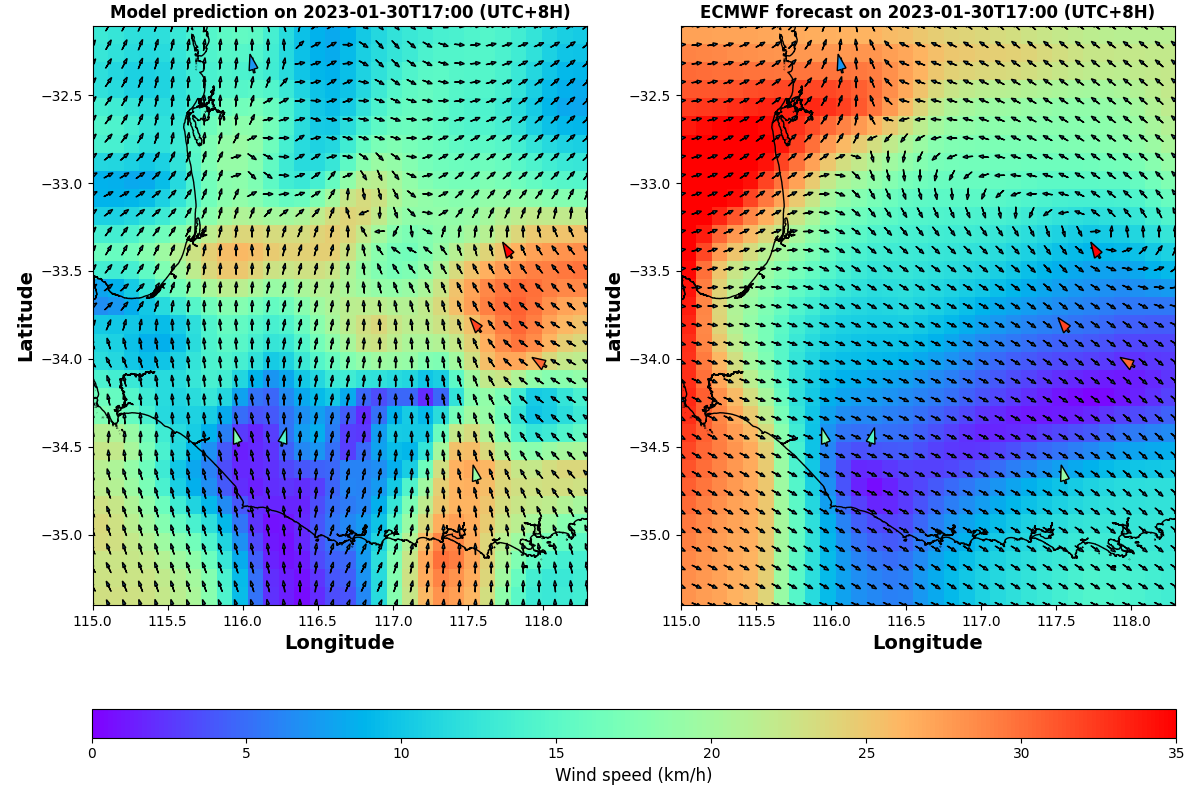 Model prediction on 2023-01-30T17:00 (UTC+8H)
ECMWF forecast on 2023-01-30T17:00 (UTC+8H)
Latitude
−32.5
−33.0
−33.5
−34.0
−34.5
−35.0
115.0 115.5 116.0 116.5 117.0 117.5 118.0
Longitude
Latitude
−32.5
−33.0
−33.5
−34.0
−34.5
−35.0
115.0 115.5 116.0 116.5 117.0 117.5 118.0
Longitude
0 5 10 15 20 25 30 35
Wind speed (km/h)